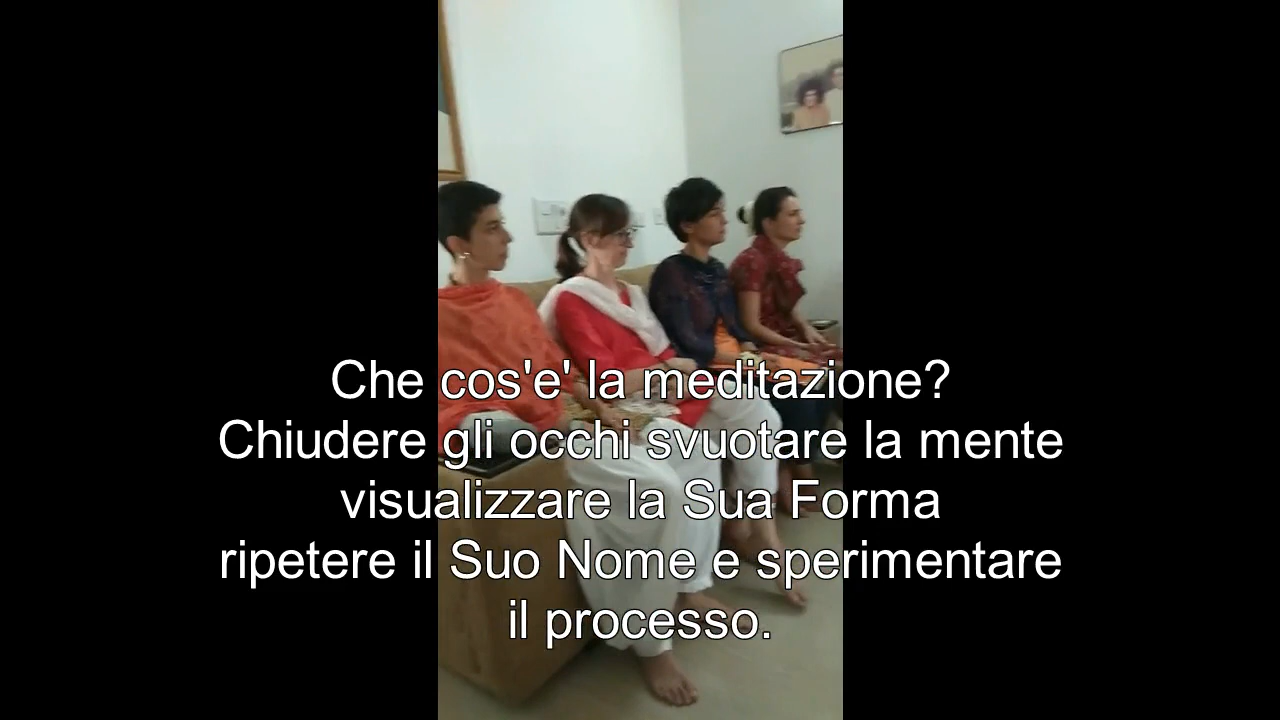 Che cos'e' la meditazione?
Chiudere gli occhi svuotare la mente
visualizzare la Sua Forma
ripetere il Suo Nome e sperimentare
il processo.